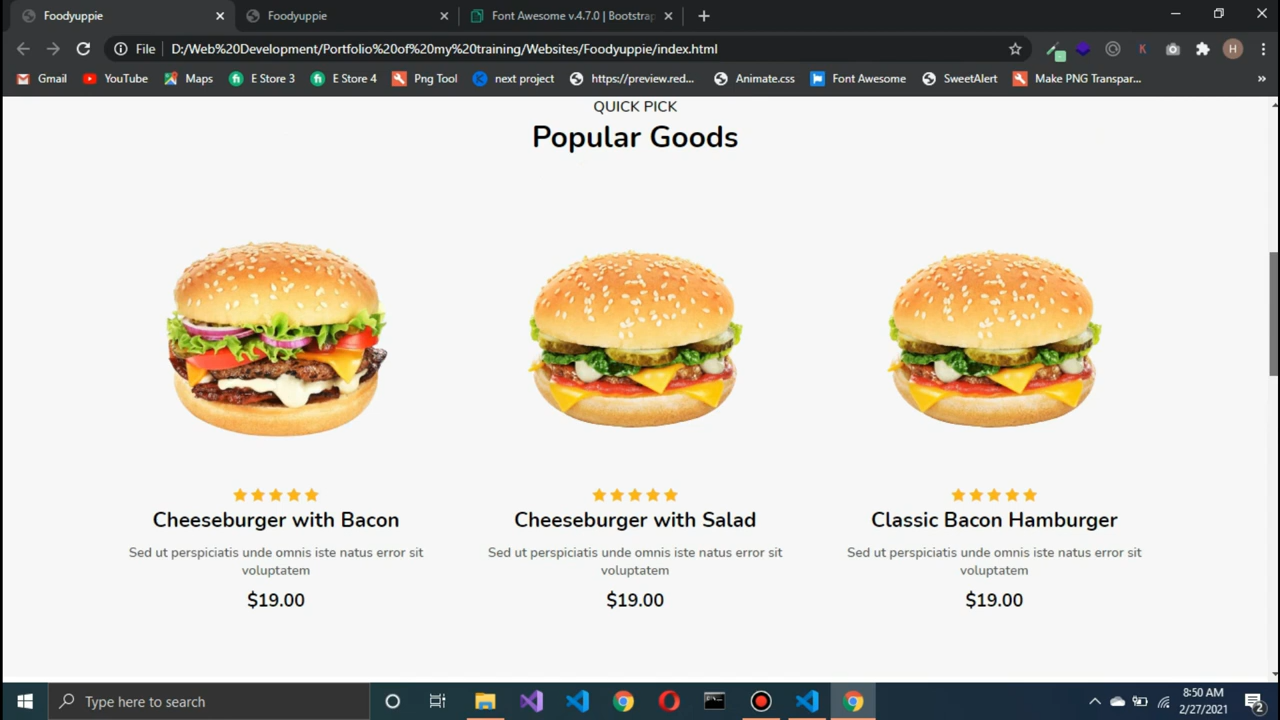 Foodyuppie
Foodyuppie
Font Awesome v.4.7.0 | Bootstrap
File D:/Web%20Development/Portfolio%20of%20my%20training/Websites/Foodyuppie/index.html
H
Gmail YouTube Maps E Store 3 E Store 4 Png Tool next project https://preview.red... Animate.css Font Awesome SweetAlert Make PNG Transpar... »
QUICK PICK
Popular Goods
Cheeseburger with Bacon
Sed ut perspiciatis unde omnis iste natus error sit
voluptatem
$19.00
Cheeseburger with Salad
Sed ut perspiciatis unde omnis iste natus error sit
voluptatem
$19.00
Classic Bacon Hamburger
Sed ut perspiciatis unde omnis iste natus error sit
voluptatem
$19.00
Type here to search
8:50 AM
2/27/2021
2